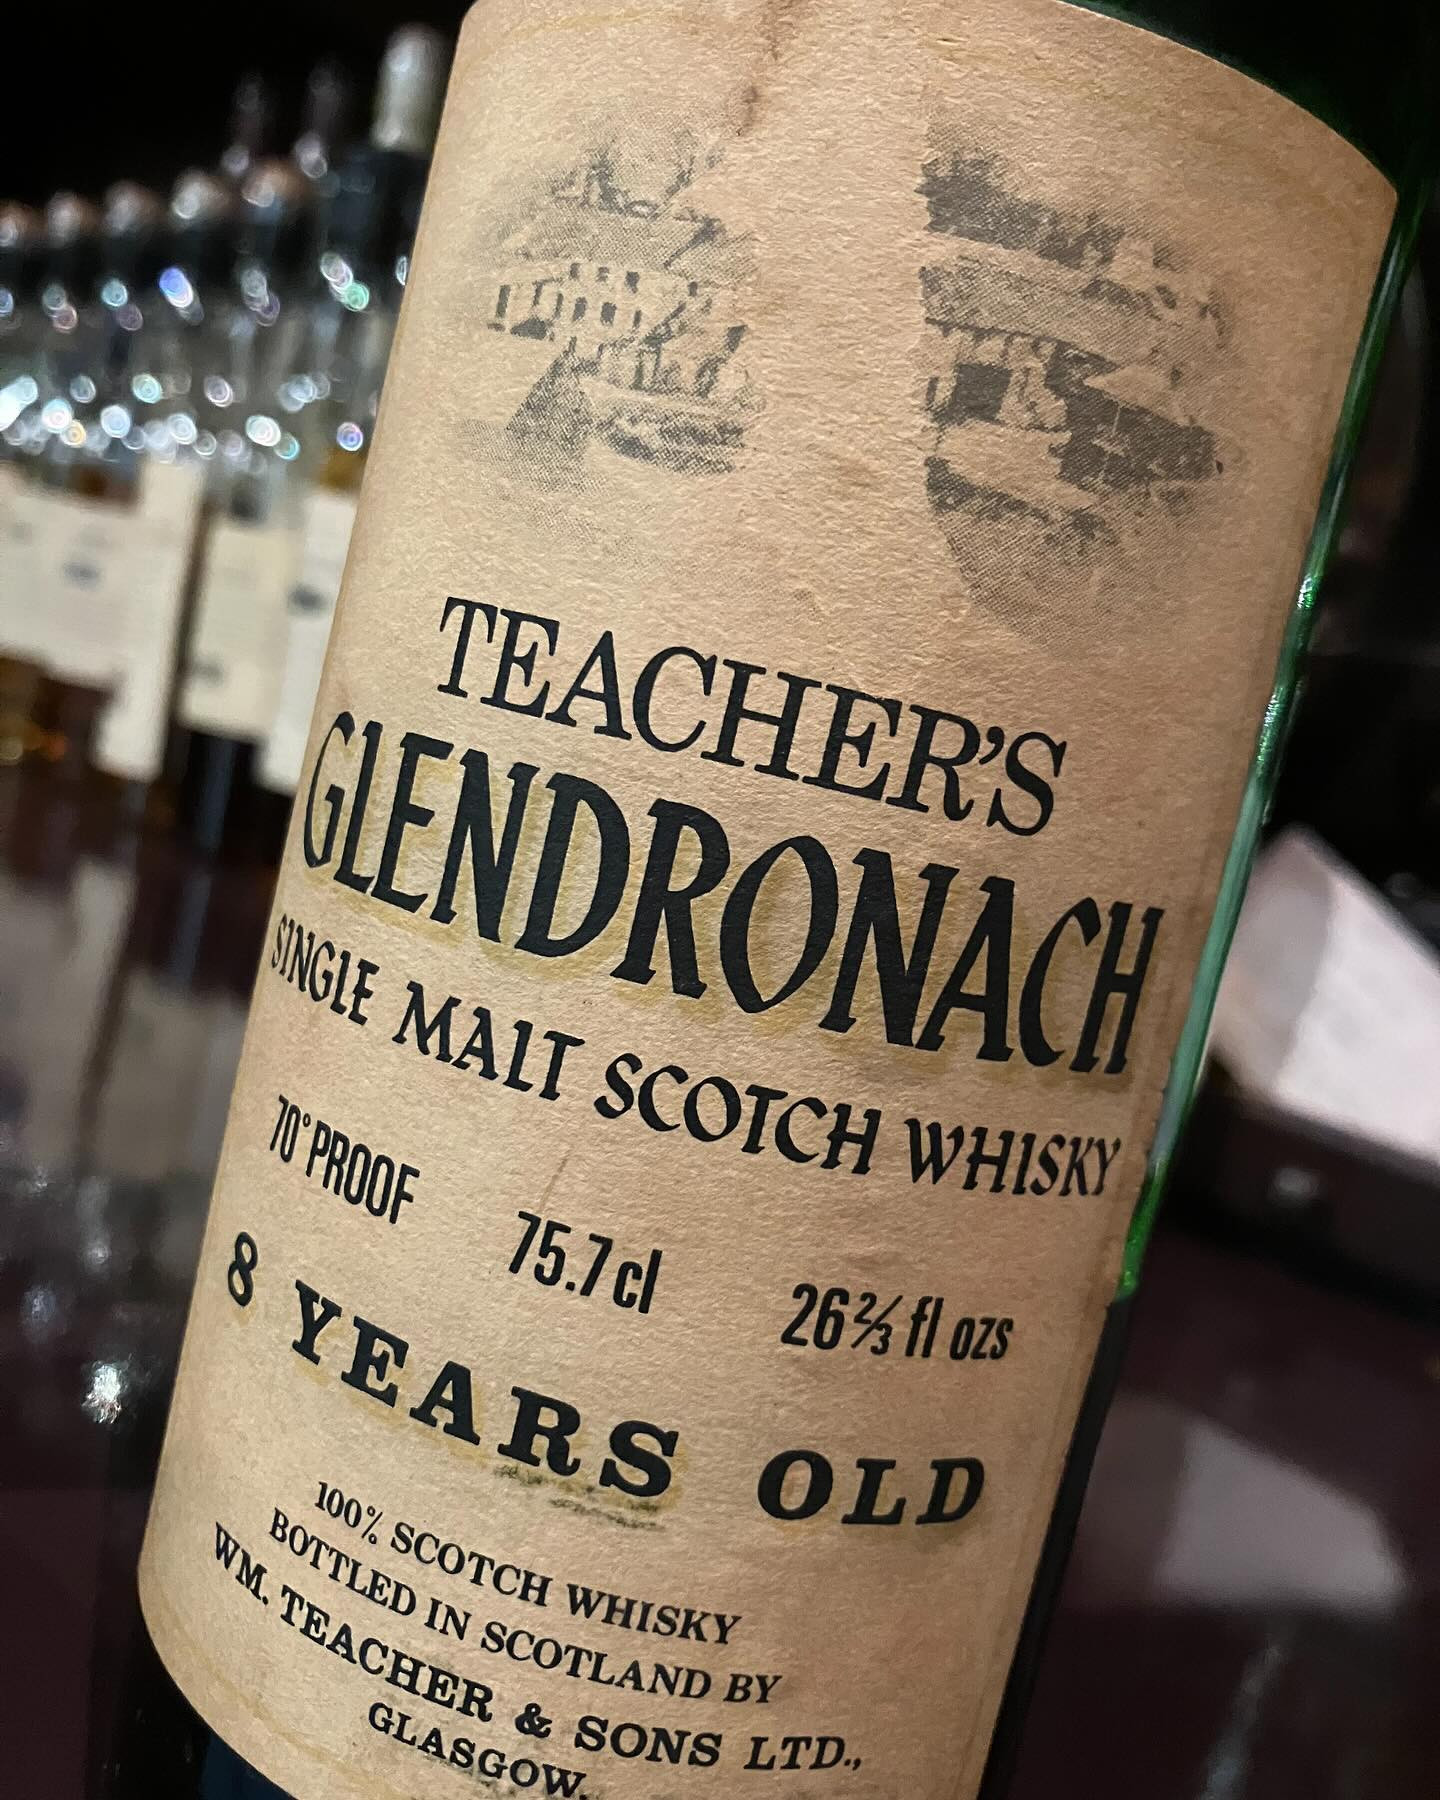 TEACHER'S
GLENDRONACH
SINGLE MALT SCOTCH WHISKY
70° PROOF 75.7 cl 26⅔ fl ozs
8 YEARS OLD
100% SCOTCH WHISKY
BOTTLED IN SCOTLAND BY
WM. TEACHER & SONS LTD.,
GLASGOW.